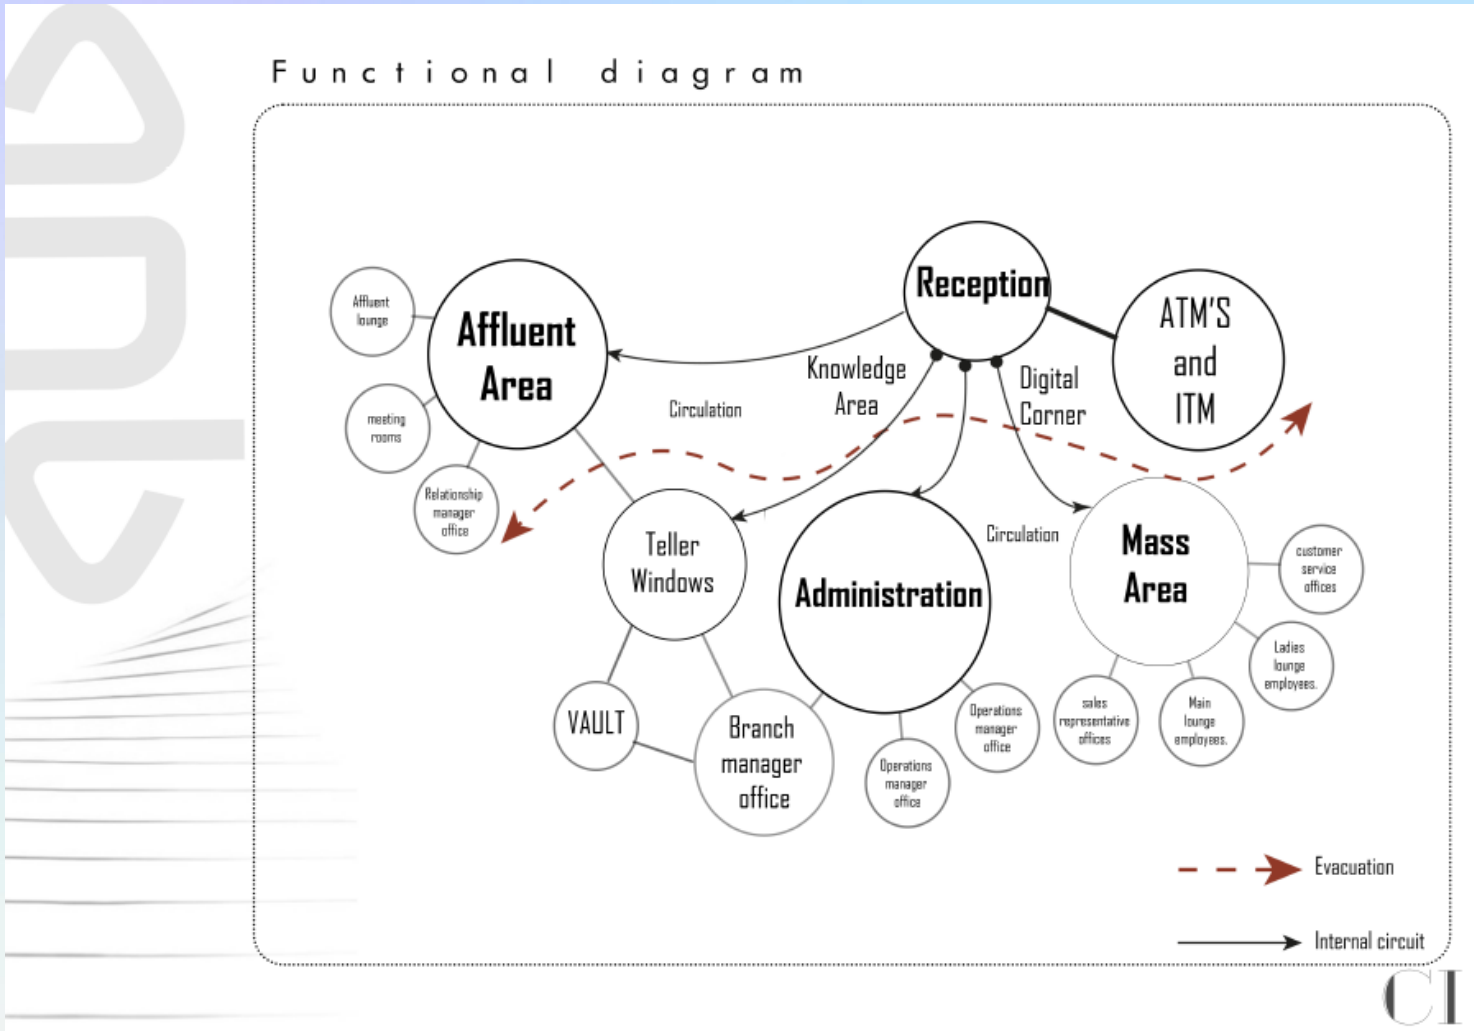 Functional diagram
Reception
Affluent
lounge
Affluent
Area
ATM'S
and
ITM
Knowledge
Area
Digital
Corner
Circulation
meeting
rooms
Relationship
manager
office
Teller
Windows
Circulation
Mass
Area
customer
service
offices
Administration
Ladies
lounge
employees.
VAULT
Branch
manager
office
Operations
manager
office
Operations
manager
office
sales
representative
offices
Main
lounge
employees.
Evacuation
Internal circuit
CI